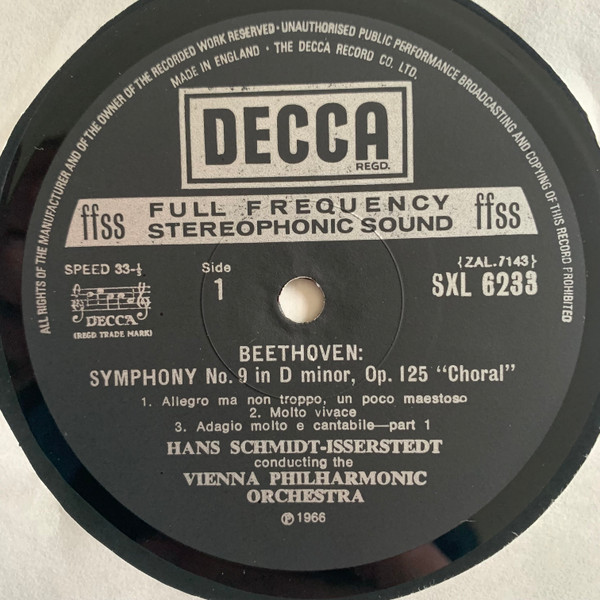 ALL RIGHTS OF THE MANUFACTURER AND OF THE OWNER OF THE RECORDED WORK RESERVED · UNAUTHORISED PUBLIC PERFORMANCE BROADCASTING AND COPYING OF THIS RECORD PROHIBITED
MADE IN ENGLAND · THE DECCA RECORD CO. LTD.
DECCA
REGD.
ffss FULL FREQUENCY STEREOPHONIC SOUND ffss
SPEED 33-⅓
Side
1
{ZAL.7143}
SXL 6233
DECCA
(REGD TRADE MARK)
BEETHOVEN:
SYMPHONY No. 9 in D minor, Op. 125 “Choral”
1. Allegro ma non troppo, un poco maestoso
2. Molto vivace
3. Adagio molto e cantabile—part 1
HANS SCHMIDT-ISSERSTEDT
conducting the
VIENNA PHILHARMONIC
ORCHESTRA
℗ 1966